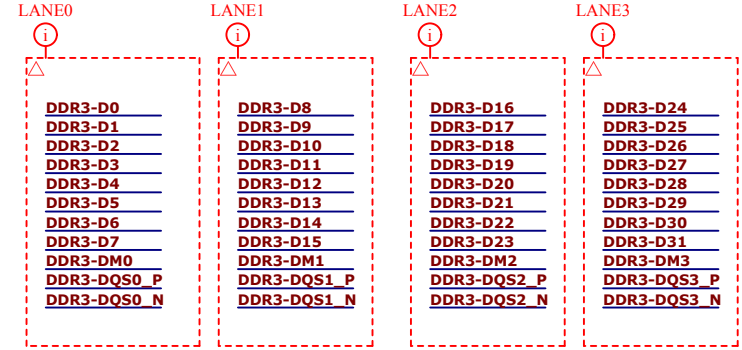 LANE0
i
DDR3-D0
DDR3-D1
DDR3-D2
DDR3-D3
DDR3-D4
DDR3-D5
DDR3-D6
DDR3-D7
DDR3-DM0
DDR3-DQS0_P
DDR3-DQS0_N
LANE1
i
DDR3-D8
DDR3-D9
DDR3-D10
DDR3-D11
DDR3-D12
DDR3-D13
DDR3-D14
DDR3-D15
DDR3-DM1
DDR3-DQS1_P
DDR3-DQS1_N
LANE2
i
DDR3-D16
DDR3-D17
DDR3-D18
DDR3-D19
DDR3-D20
DDR3-D21
DDR3-D22
DDR3-D23
DDR3-DM2
DDR3-DQS2_P
DDR3-DQS2_N
LANE3
i
DDR3-D24
DDR3-D25
DDR3-D26
DDR3-D27
DDR3-D28
DDR3-D29
DDR3-D30
DDR3-D31
DDR3-DM3
DDR3-DQS3_P
DDR3-DQS3_N